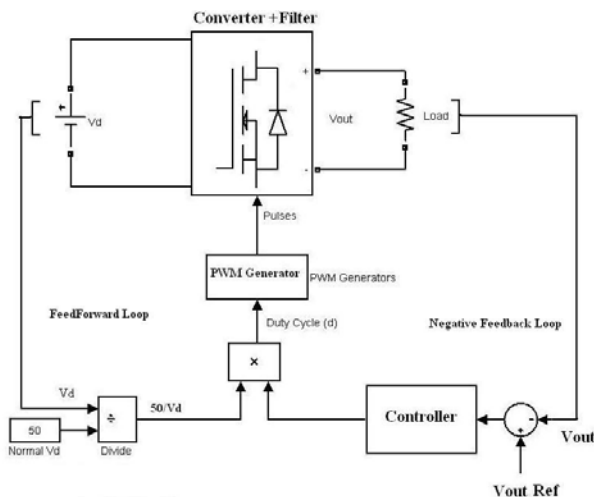 Converter +Filter
+
Vd
+
-
Vout
Load
Pulses
PWM Generator
PWM Generators
FeedForward Loop
Duty Cycle (d)
Negative Feedback Loop
×
Vd
50/Vd
÷
50
Normal Vd
Divide
Controller
-
+
Vout
Vout Ref